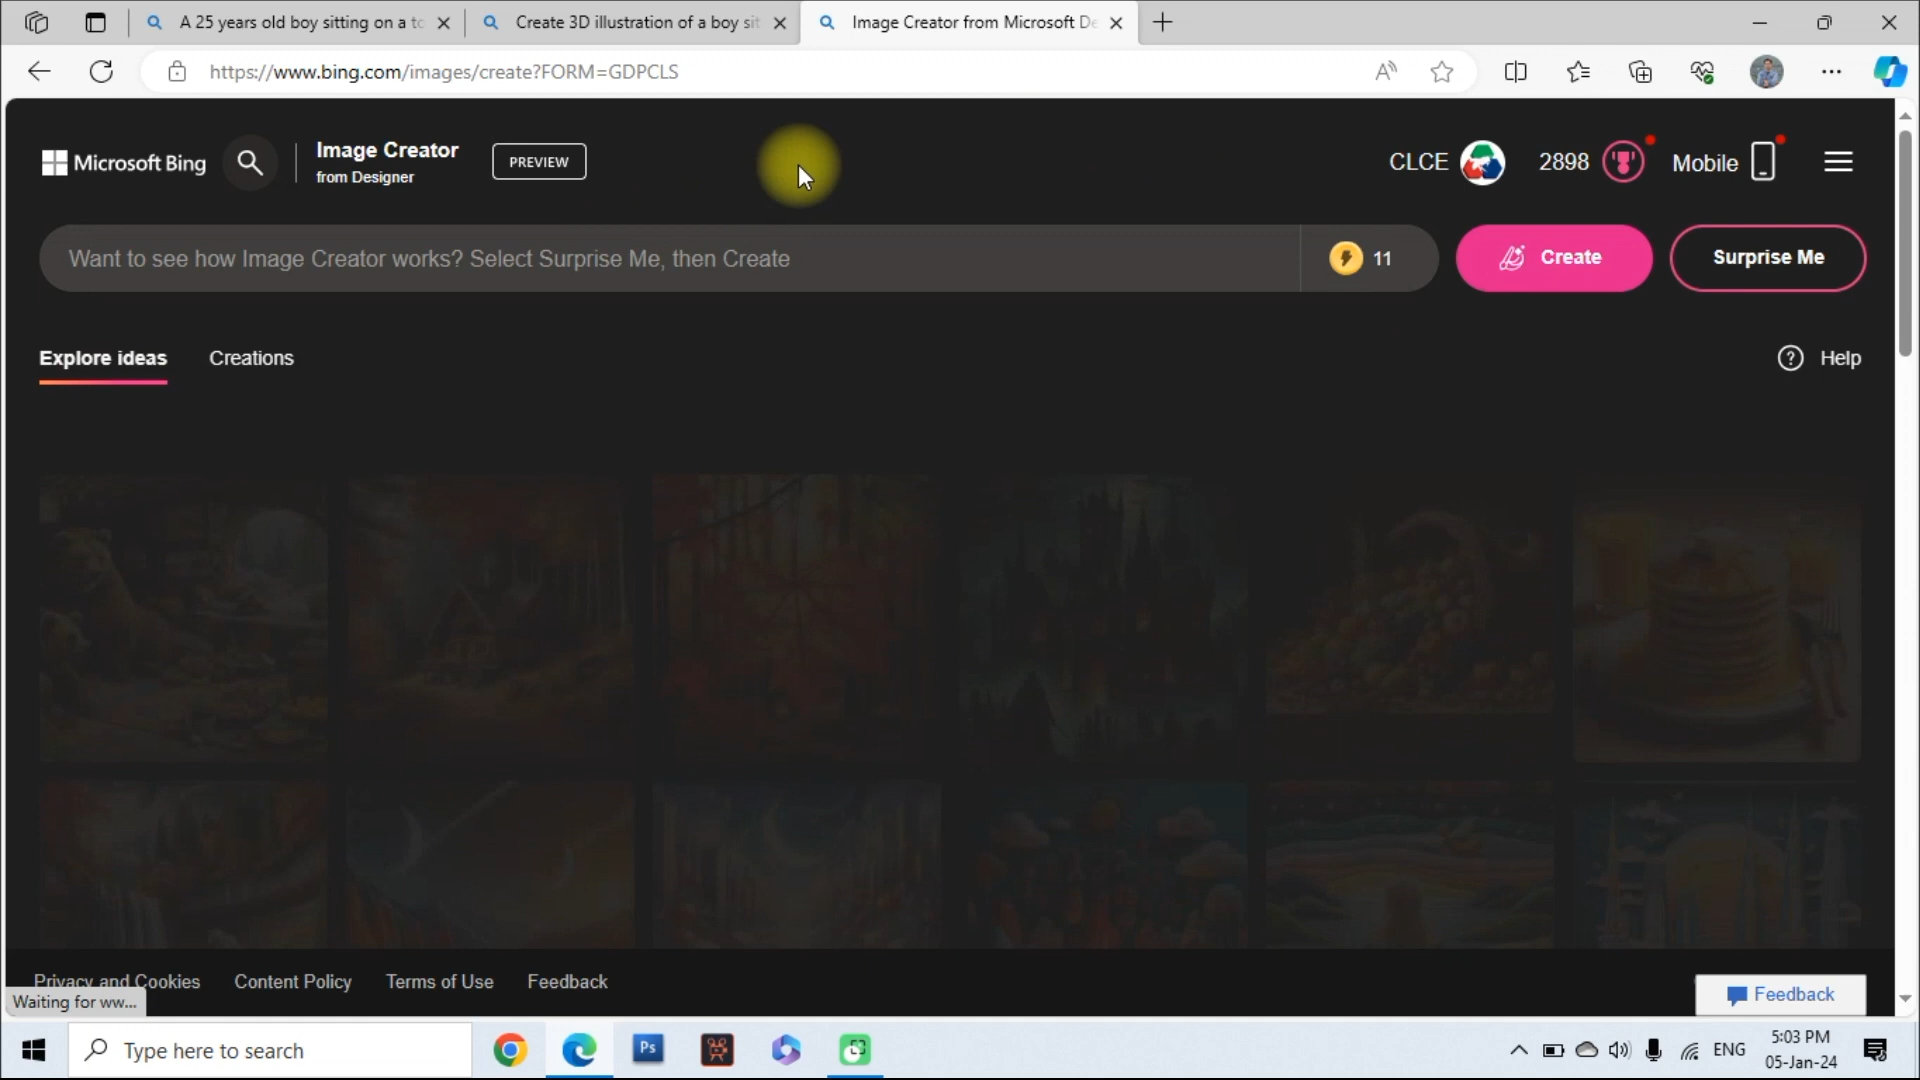 A 25 years old boy sitting on a to
Create 3D illustration of a boy sit
Image Creator from Microsoft De
https://www.bing.com/images/create?FORM=GDPCLS
Microsoft Bing
Image Creator
from Designer
PREVIEW
CLCE
2898
Mobile
Want to see how Image Creator works? Select Surprise Me, then Create
11
Create
Surprise Me
Explore ideas
Creations
Help
Privacy and Cookies
Content Policy
Terms of Use
Feedback
Waiting for ww...
Feedback
Type here to search
Ps
ENG
5:03 PM
05-Jan-24